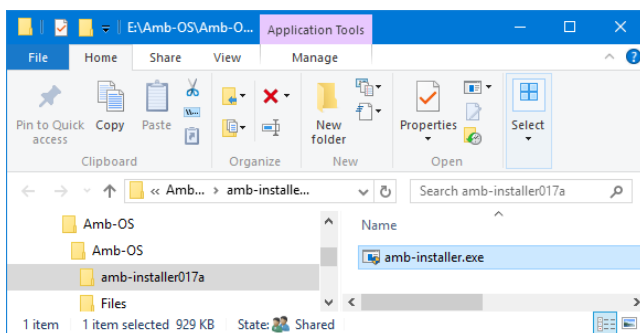 E:\Amb-OS\Amb-O... Application Tools
File Home Share View Manage
Pin to Quick access
Copy
Paste
W...
New folder
Properties
Select
Clipboard Organize New Open
« Amb... > amb-installe...
Search amb-installer017a
Amb-OS
Amb-OS
amb-installer017a
Files
Name
amb-installer.exe
1 item 1 item selected 929 KB State: Shared